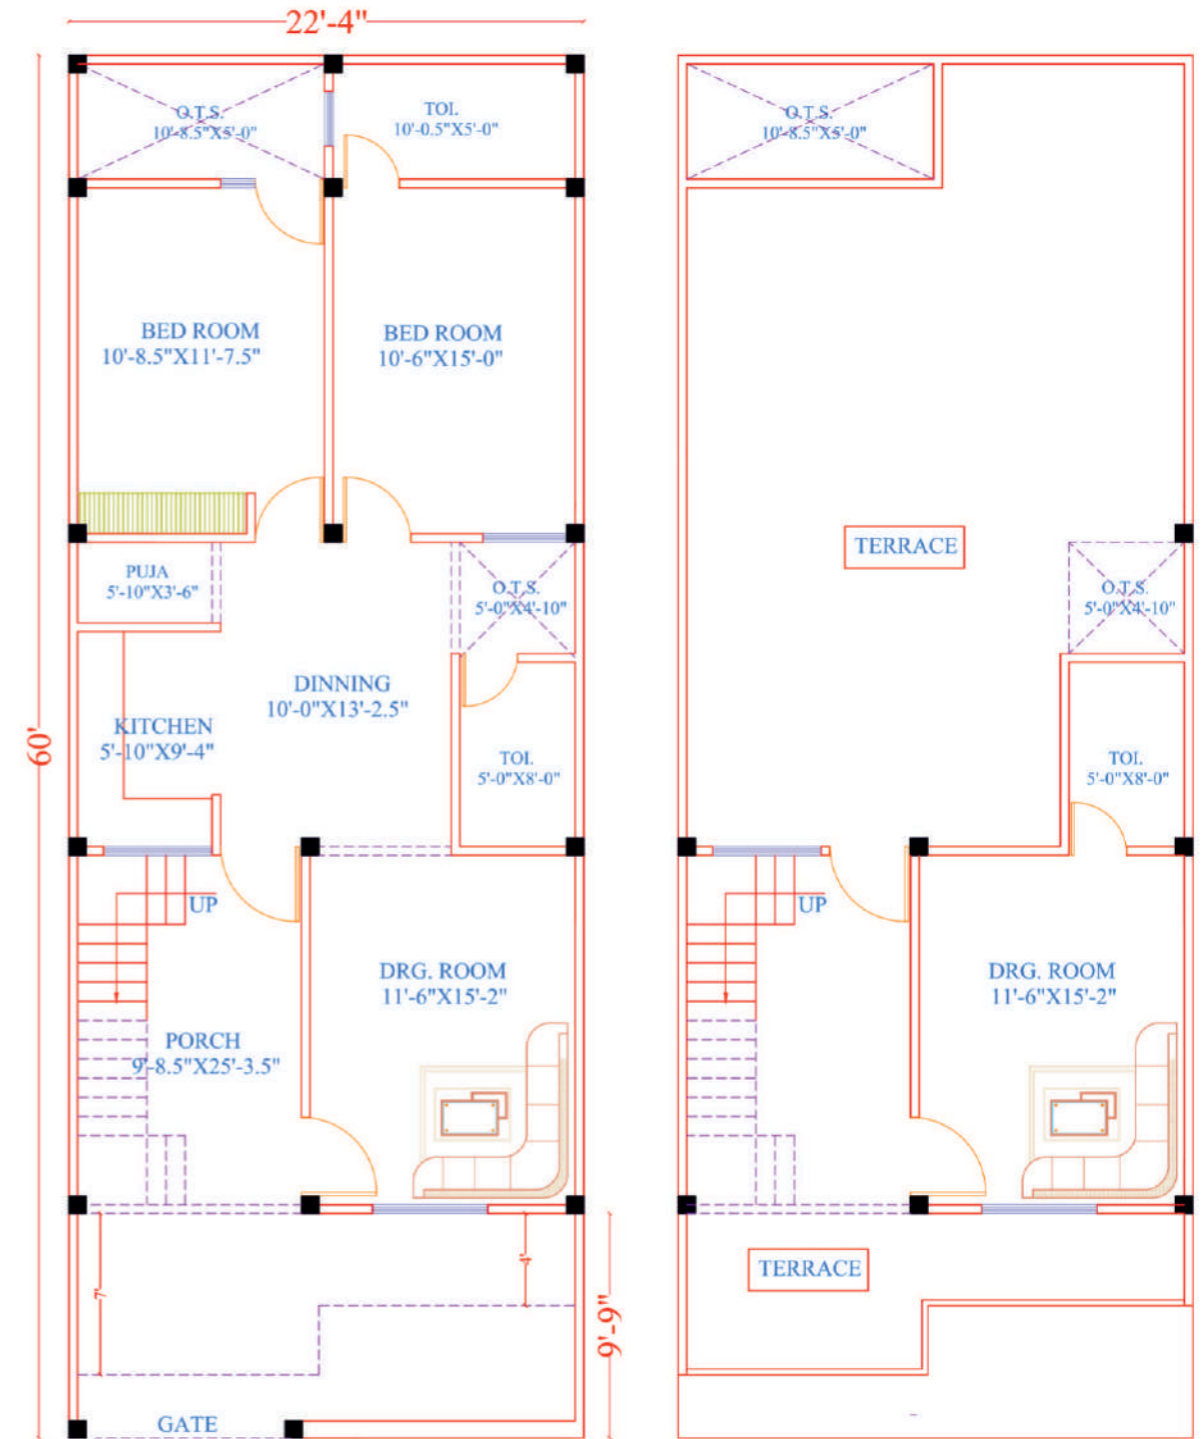 22'-4"
O.T.S.
10'-8.5"X5'-0"
TOI.
10'-0.5"X5'-0"
BED ROOM
10'-8.5"X11'-7.5"
BED ROOM
10'-6"X15'-0"
PUJA
5'-10"X3'-6"
O.T.S.
5'-0"X4'-10"
DINNING
10'-0"X13'-2.5"
KITCHEN
5'-10"X9'-4"
TOI.
5'-0"X8'-0"
60'
UP
DRG. ROOM
11'-6"X15'-2"
PORCH
9'-8.5"X25'-3.5"
4'
7'
9'-9"
GATE
O.T.S.
10'-8.5"X5'-0"
TERRACE
O.T.S.
5'-0"X4'-10"
TOI.
5'-0"X8'-0"
UP
DRG. ROOM
11'-6"X15'-2"
TERRACE